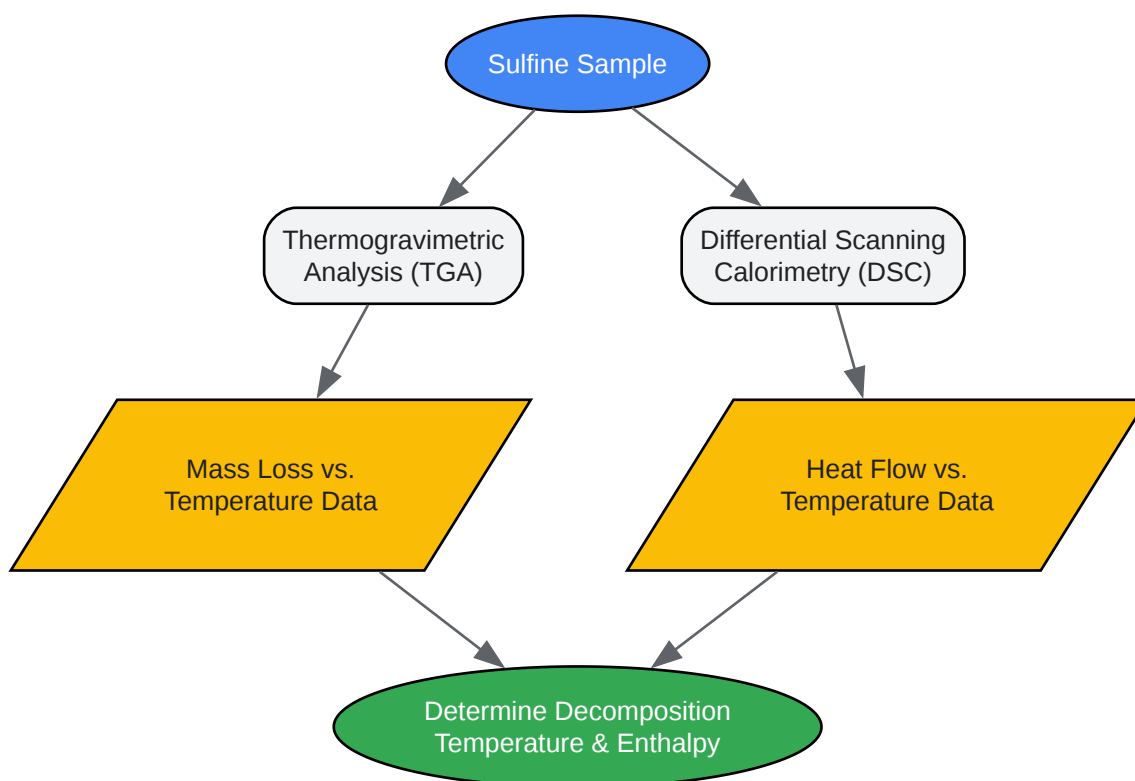 Sulfine Sample
Thermogravimetric
Analysis (TGA)
Differential Scanning
Calorimetry (DSC)
Mass Loss vs.
Temperature Data
Heat Flow vs.
Temperature Data
Determine Decomposition
Temperature & Enthalpy